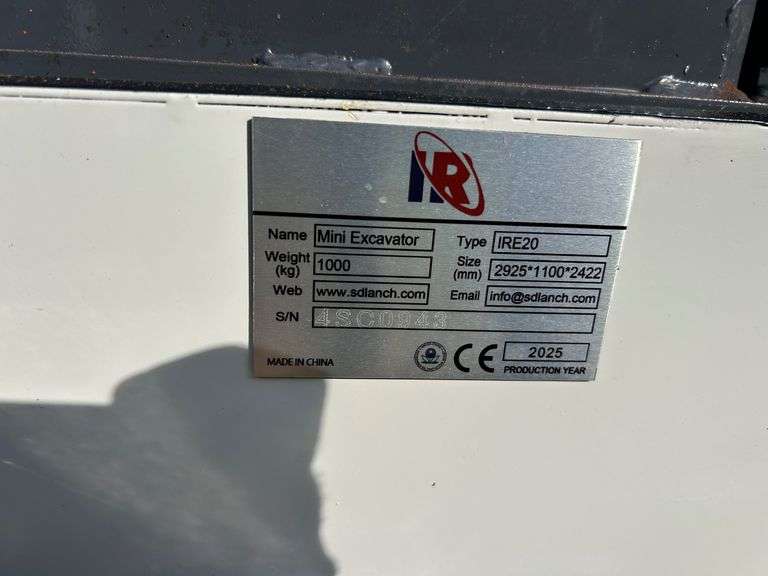 IR
Name Mini Excavator Type IRE20
Weight (kg) 1000 Size (mm) 2925*1100*2422
Web www.sdlanch.com Email info@sdlanch.com
S/N 4SC0943
MADE IN CHINA CE 2025
PRODUCTION YEAR